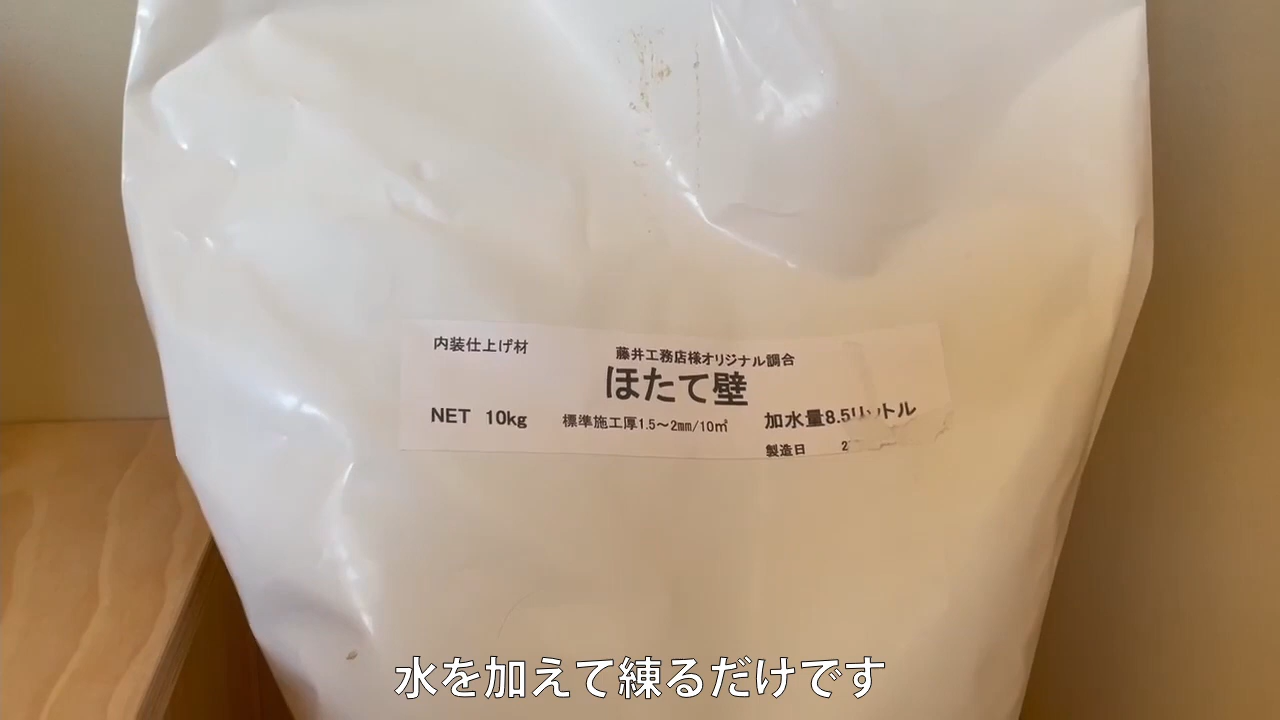 内装仕上げ材
藤井工務店様オリジナル調合
ほたて壁
NET 10kg 標準施工厚1.5～2mm/10㎡ 加水量8.5リットル
製造日
水を加えて練るだけです